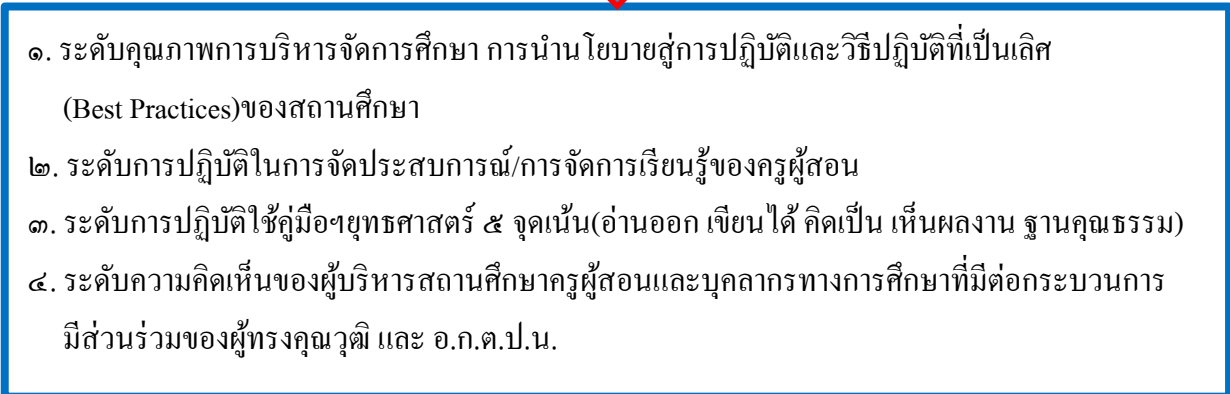 ๑. ระดับคุณภาพการบริหารจัดการศึกษา การนำนโยบายสู่การปฏิบัติและวิธีปฏิบัติที่เป็นเลิศ
(Best Practices)ของสถานศึกษา
๒. ระดับการปฏิบัติในการจัดประสบการณ์/การจัดการเรียนรู้ของครูผู้สอน
๓. ระดับการปฏิบัติใช้คู่มือฯยุทธศาสตร์ ๕ จุดเน้น(อ่านออก เขียนได้ คิดเป็น เห็นผลงาน ฐานคุณธรรม)
๔. ระดับความคิดเห็นของผู้บริหารสถานศึกษาครูผู้สอนและบุคลากรทางการศึกษาที่มีต่อกระบวนการ
มีส่วนร่วมของผู้ทรงคุณวุฒิ และ อ.ก.ต.ป.น.